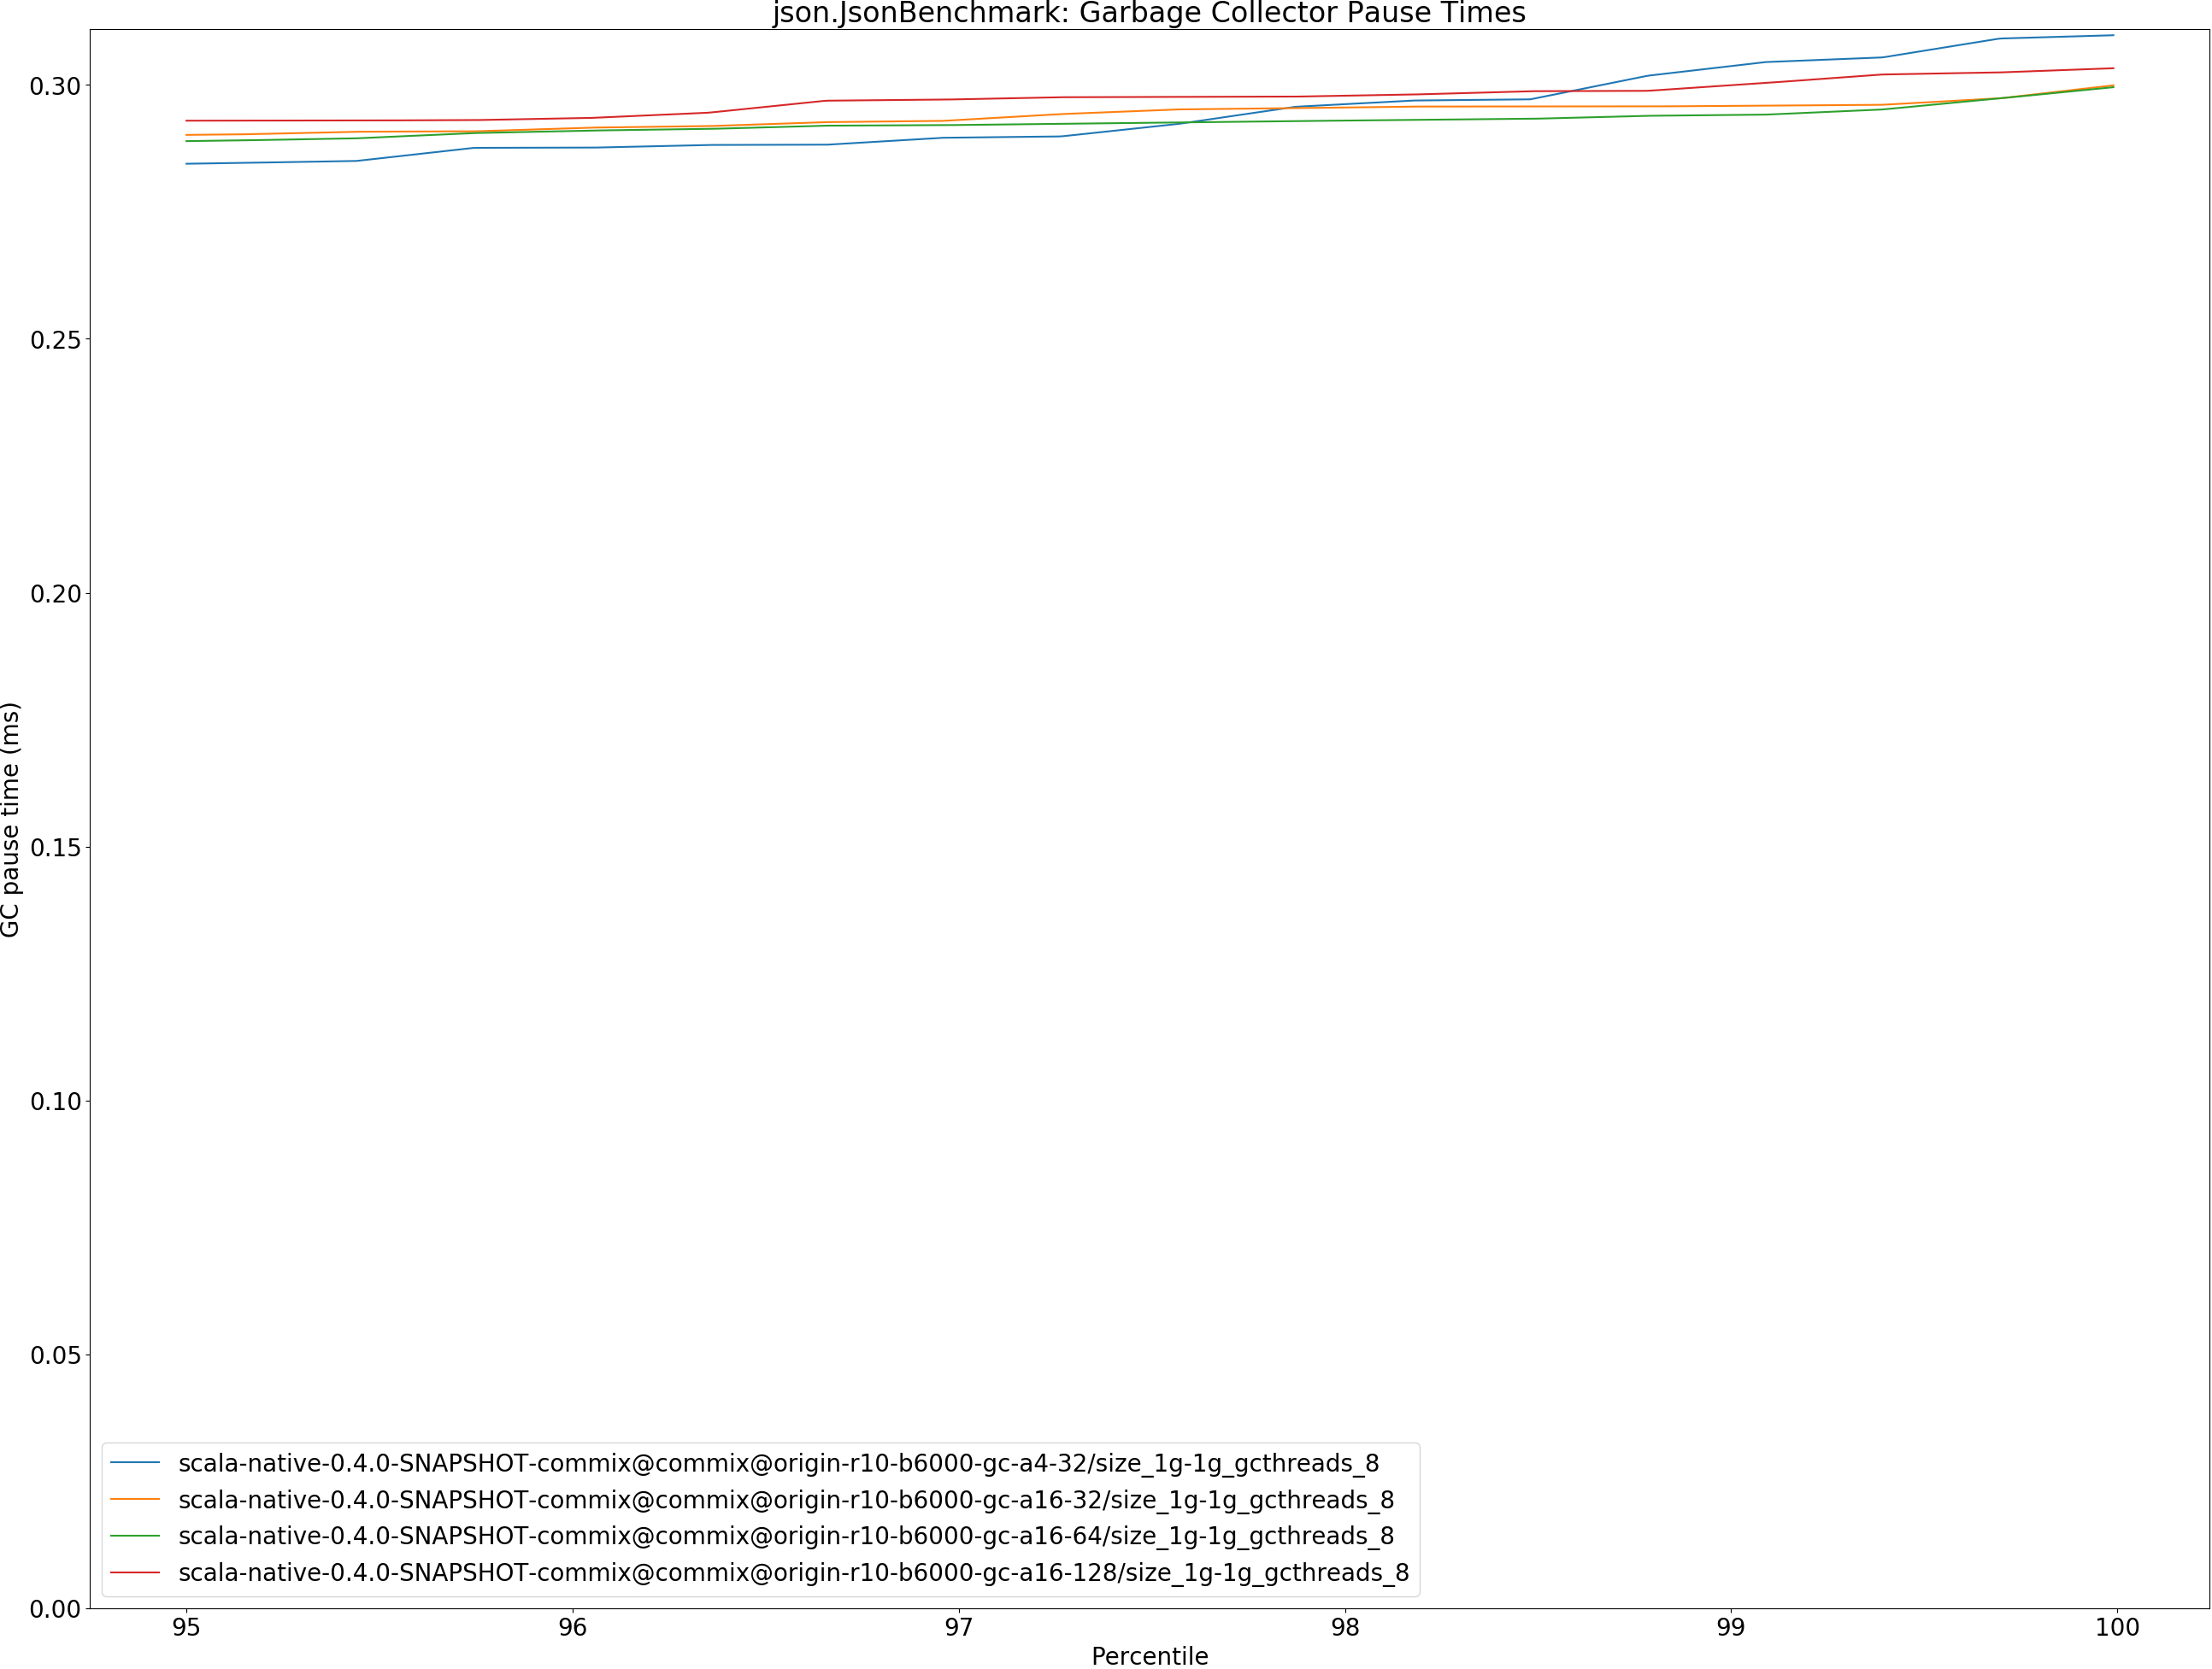 json.JsonBenchmark: Garbage Collector Pause Times
GC pause time (ms)
0.30
0.25
0.20
0.15
0.10
0.05
0.00
scala-native-0.4.0-SNAPSHOT-commix@commix@origin-r10-b6000-gc-a4-32/size_1g-1g_gcthreads_8
scala-native-0.4.0-SNAPSHOT-commix@commix@origin-r10-b6000-gc-a16-32/size_1g-1g_gcthreads_8
scala-native-0.4.0-SNAPSHOT-commix@commix@origin-r10-b6000-gc-a16-64/size_1g-1g_gcthreads_8
scala-native-0.4.0-SNAPSHOT-commix@commix@origin-r10-b6000-gc-a16-128/size_1g-1g_gcthreads_8
95 96 97 98 99 100
Percentile